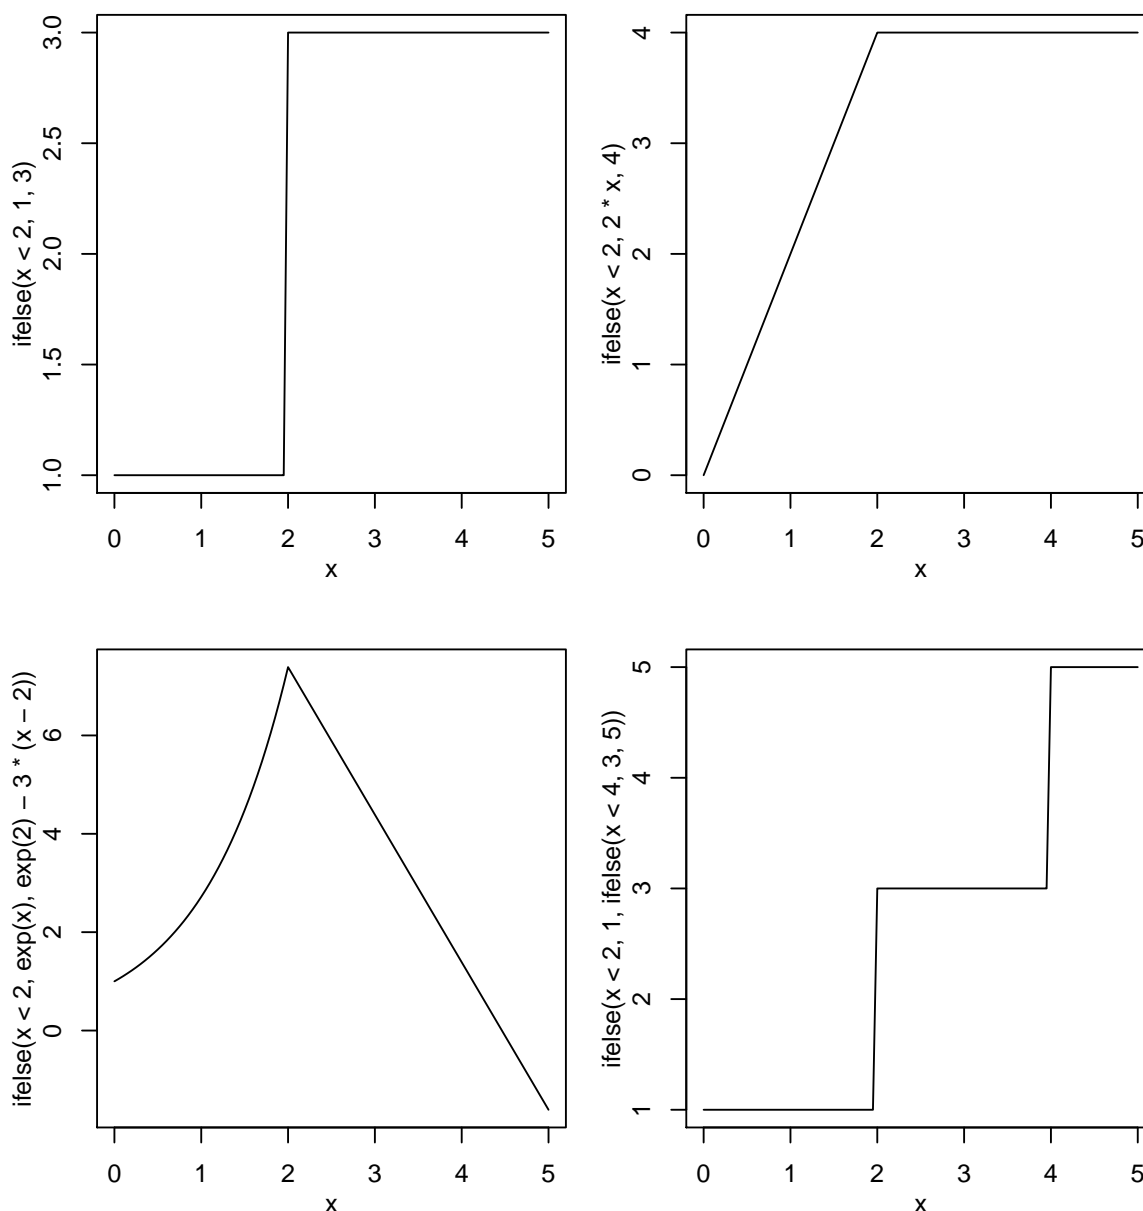 ifelse(x < 2, 1, 3)
1.0 1.5 2.0 2.5 3.0
0 1 2 3 4 5
x
ifelse(x < 2, 2 * x, 4)
0 1 2 3 4
0 1 2 3 4 5
x
ifelse(x < 2, exp(x), exp(2) − 3 * (x − 2))
0 2 4 6
0 1 2 3 4 5
x
ifelse(x < 2, 1, ifelse(x < 4, 3, 5))
1 2 3 4 5
0 1 2 3 4 5
x